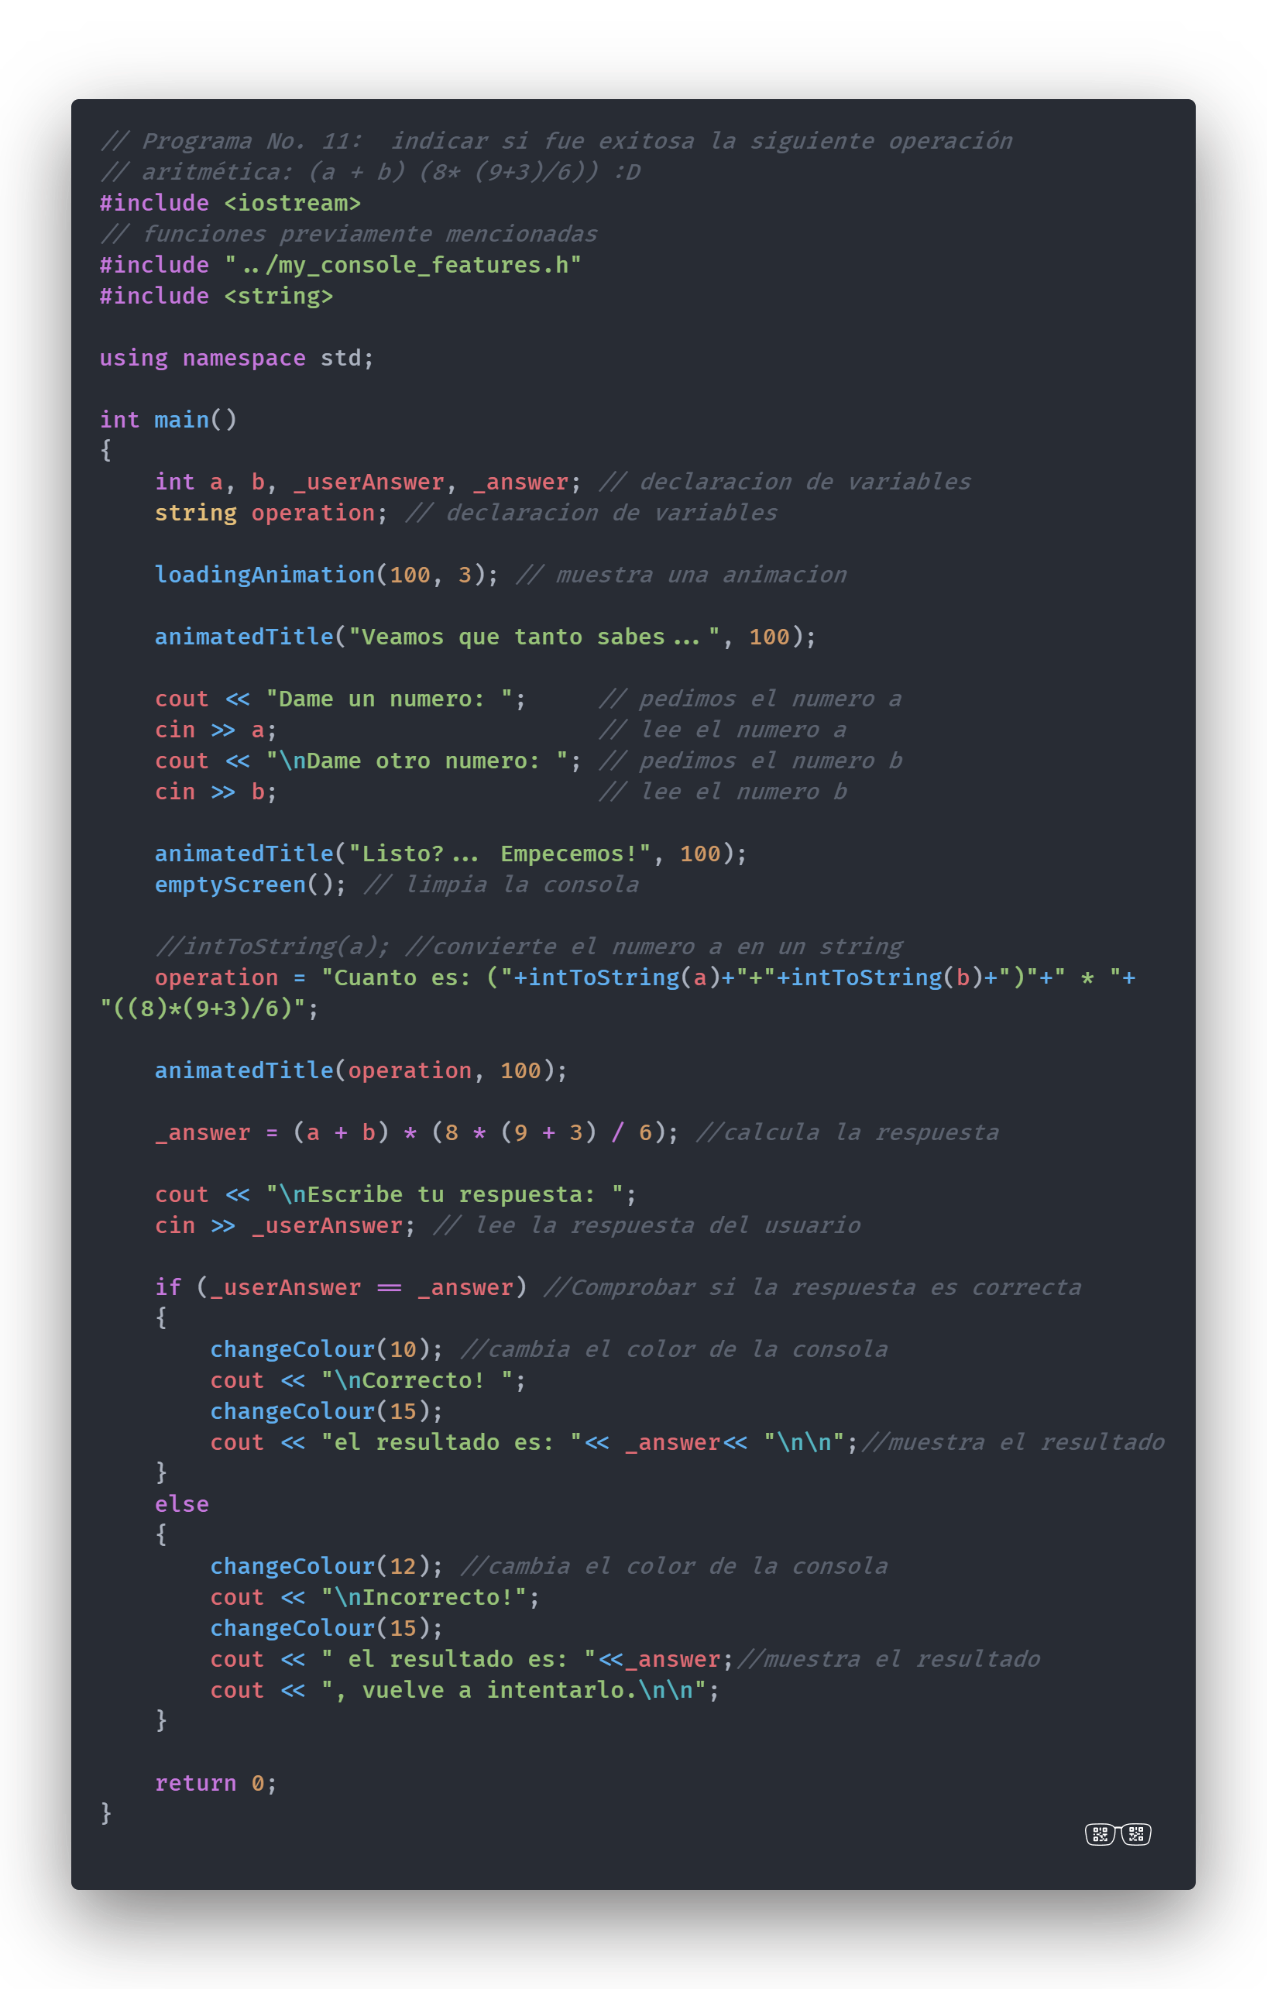 // Programa No. 11:  indicar si fue exitosa la siguiente operación
// aritmética: (a + b) (8* (9+3)/6)) :D
#include <iostream>
// funciones previamente mencionadas
#include "../my_console_features.h"
#include <string>

using namespace std;

int main()
{
    int a, b, _userAnswer, _answer; // declaracion de variables
    string operation; // declaracion de variables

    loadingAnimation(100, 3); // muestra una animacion

    animatedTitle("Veamos que tanto sabes...", 100);

    cout << "Dame un numero: ";     // pedimos el numero a
    cin >> a;                       // lee el numero a
    cout << "\nDame otro numero: "; // pedimos el numero b
    cin >> b;                       // lee el numero b

    animatedTitle("Listo?... Empecemos!", 100);
    emptyScreen(); // limpia la consola

    //intToString(a); //convierte el numero a en un string
    operation = "Cuanto es: ("+intToString(a)+"+"+intToString(b)+")"+" * "+
"((8)*(9+3)/6)";

    animatedTitle(operation, 100);

    _answer = (a + b) * (8 * (9 + 3) / 6); //calcula la respuesta

    cout << "\nEscribe tu respuesta: ";
    cin >> _userAnswer; // lee la respuesta del usuario

    if (_userAnswer == _answer) //Comprobar si la respuesta es correcta
    {
        changeColour(10); //cambia el color de la consola
        cout << "\nCorrecto! ";
        changeColour(15);
        cout << "el resultado es: "<< _answer<< "\n\n";//muestra el resultado
    }
    else
    {
        changeColour(12); //cambia el color de la consola
        cout << "\nIncorrecto!";
        changeColour(15);
        cout << " el resultado es: "<<_answer;//muestra el resultado
        cout << ", vuelve a intentarlo.\n\n";
    }

    return 0;
}